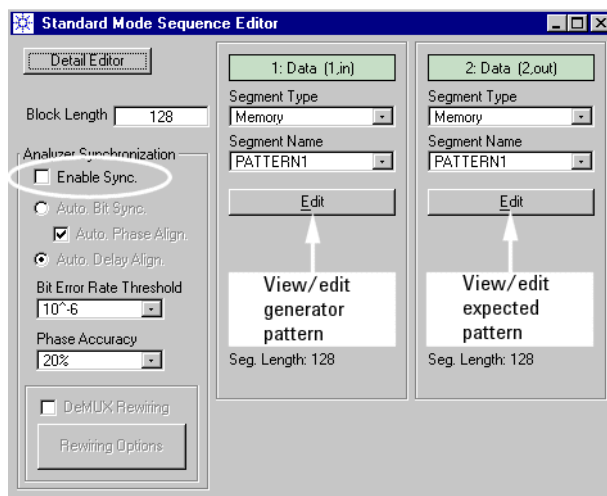 Standard Mode Sequence Editor
Detail Editor
Block Length 128
Analyzer Synchronization
Enable Sync.
Auto. Bit Sync.
Auto. Phase Align.
Auto. Delay Align.
Bit Error Rate Threshold
10^-6
Phase Accuracy
20%
DeMUX Rewiring
Rewiring Options
1: Data (1,in)
Segment Type
Memory
Segment Name
PATTERN1
Edit
View/edit
generator
pattern
Seg. Length: 128
2: Data (2,out)
Segment Type
Memory
Segment Name
PATTERN1
Edit
View/edit
expected
pattern
Seg. Length: 128